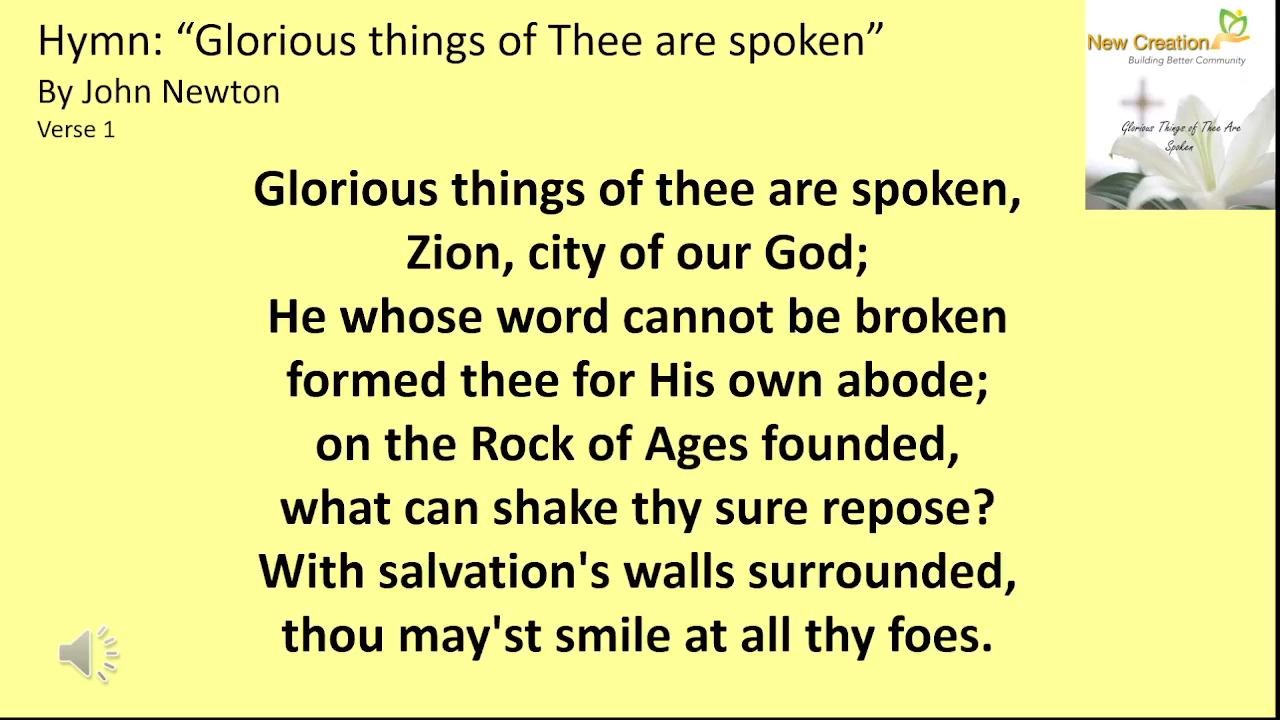 Hymn: “Glorious things of Thee are spoken”
By John Newton
Verse 1
New Creation
Building Better Community
Glorious Things of Thee Are
Spoken
Glorious things of thee are spoken,
Zion, city of our God;
He whose word cannot be broken
formed thee for His own abode;
on the Rock of Ages founded,
what can shake thy sure repose?
With salvation's walls surrounded,
thou may'st smile at all thy foes.